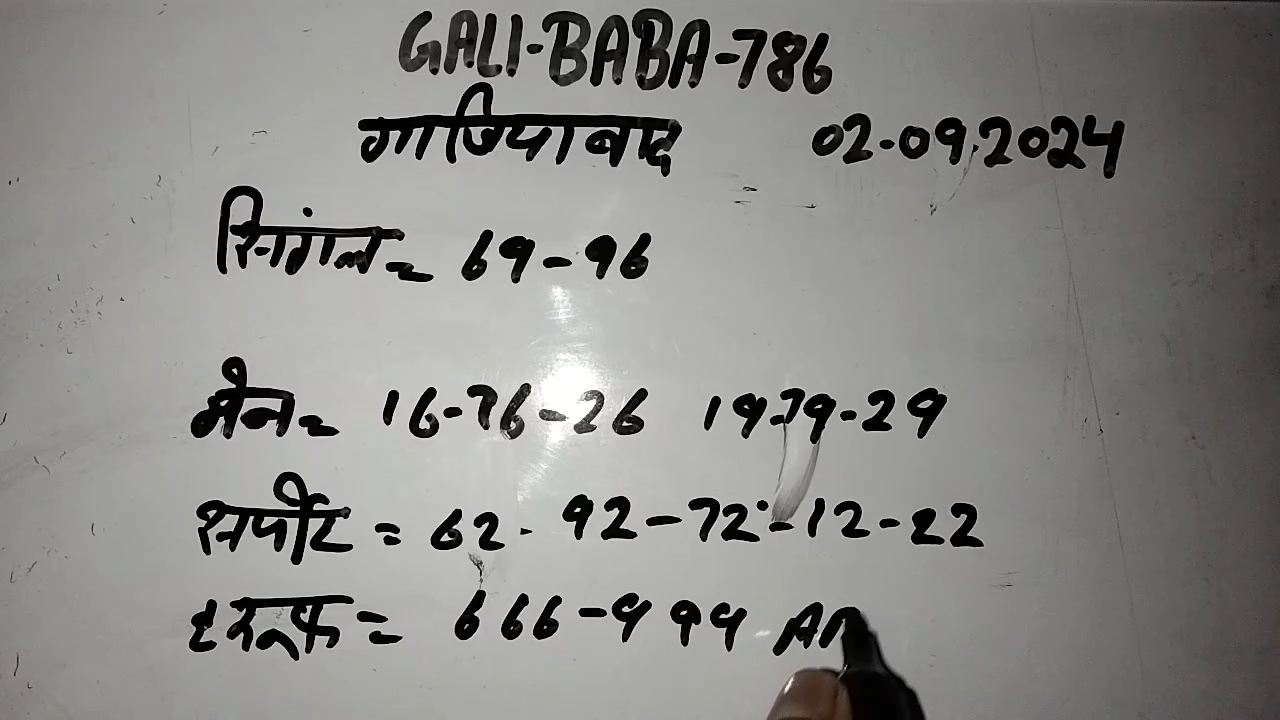 GALI-BABA-786
गाजियाबाद 02.09.2024
सिंगल = 69-96
मेन = 16-76-26 19-79-29
सर्पोट = 62. 92-72-12-22
हरूफ = 666-999 A